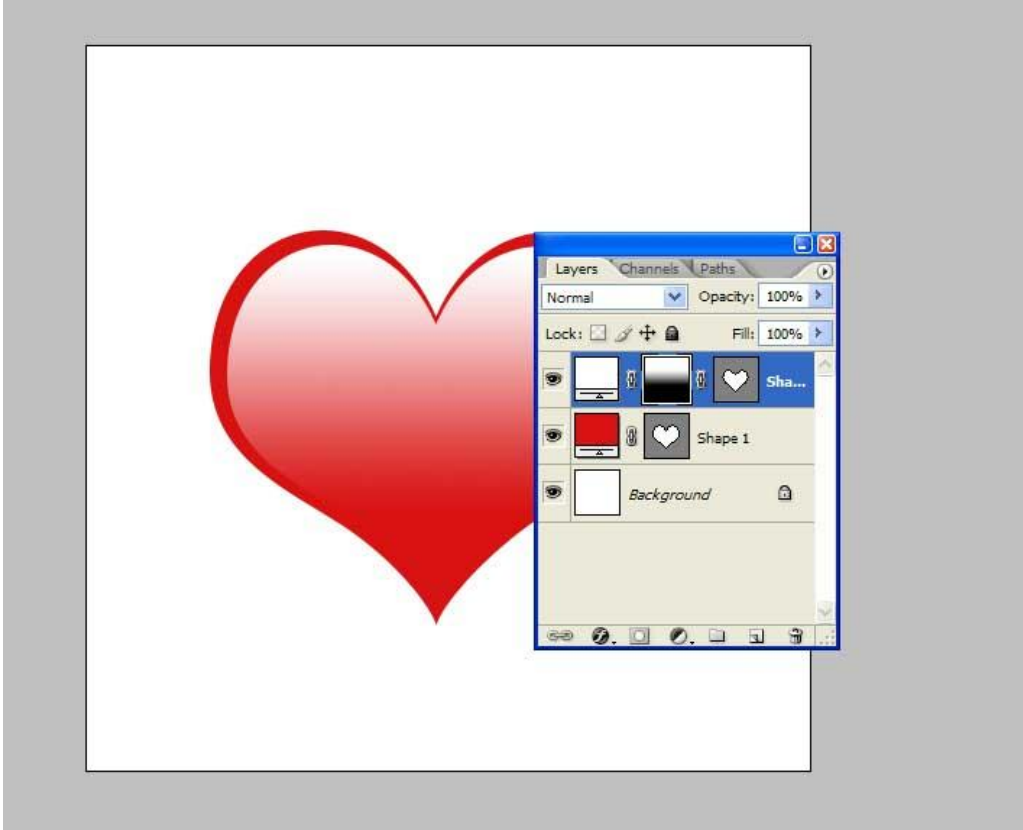 Layers Channels Paths
Normal Opacity: 100%
Lock: Fill: 100%
Sha...
Shape 1
Background